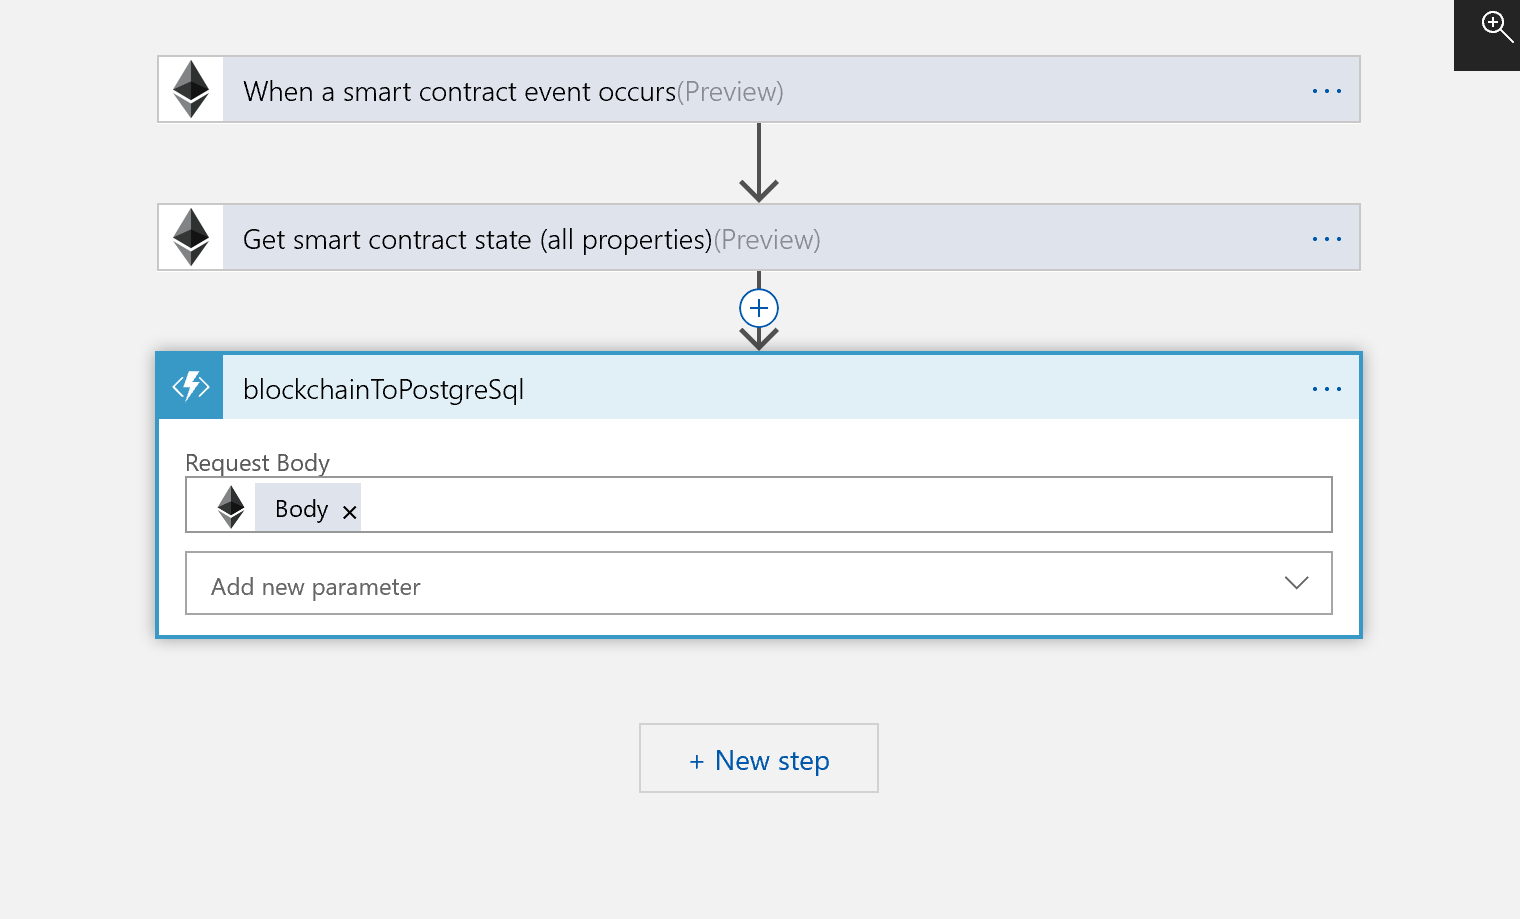 When a smart contract event occurs(Preview)
Get smart contract state (all properties)(Preview)
blockchainToPostgreSql
Request Body
Body ×
Add new parameter
+ New step